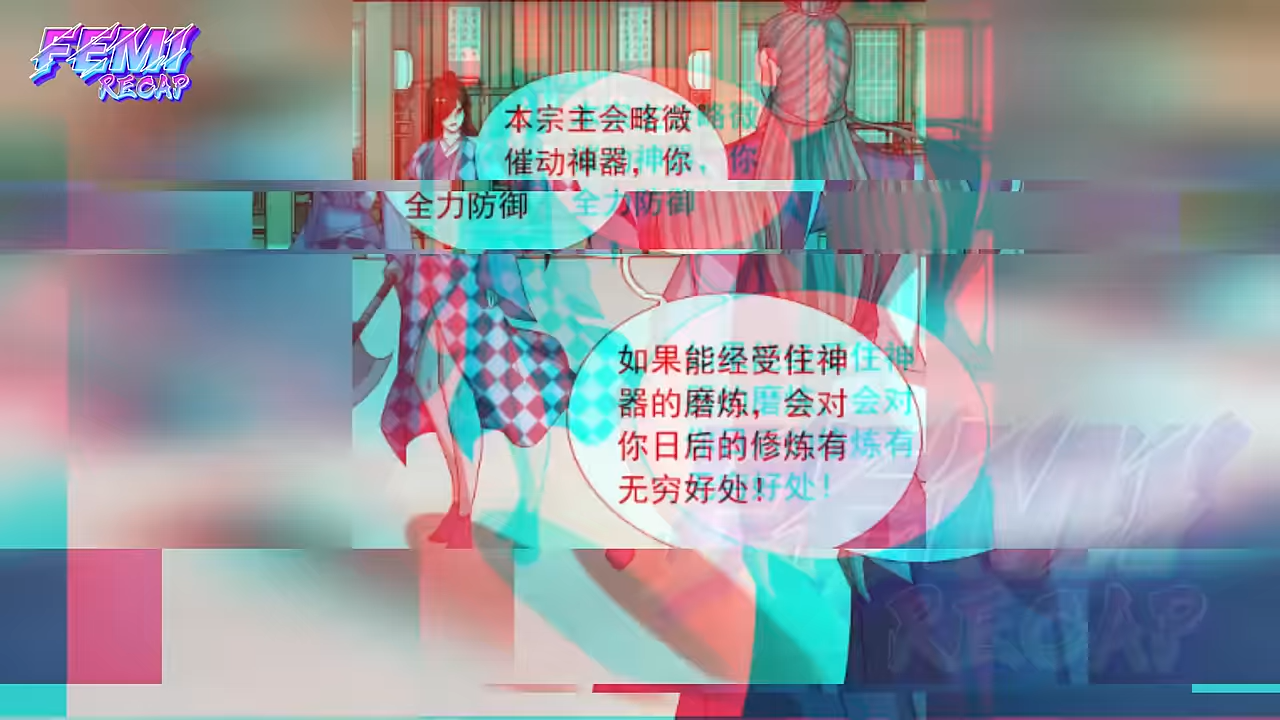 FEMI
RECAP
本宗主会略微
催动神器，你
全力防御
如果能经受住神
器的磨炼，会对
你日后的修炼有
无穷好处！
RECAP